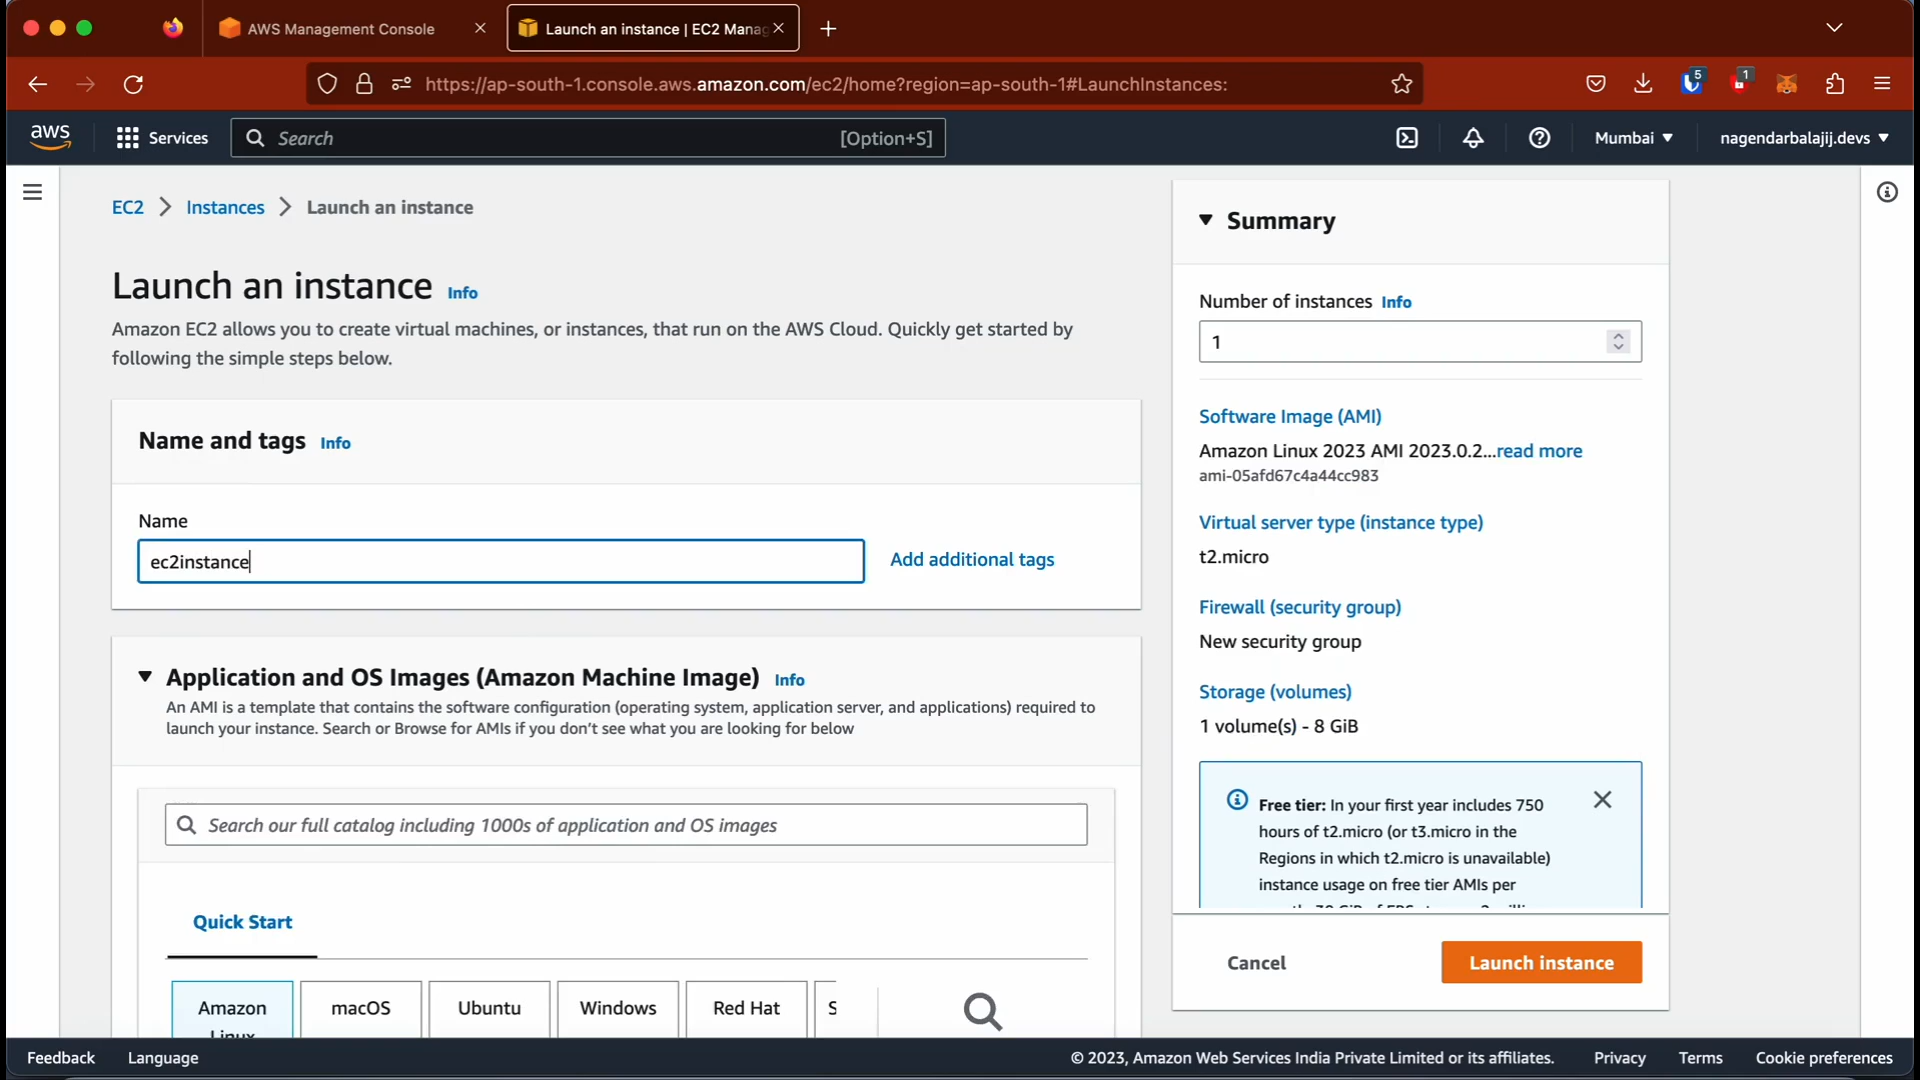 AWS Management Console
Launch an instance | EC2 Manag
https://ap-south-1.console.aws.amazon.com/ec2/home?region=ap-south-1#LaunchInstances:
5
1
aws
Services
Search
[Option+S]
Mumbai
nagendarbalajij.devs
EC2
Instances
Launch an instance
Launch an instance Info
Amazon EC2 allows you to create virtual machines, or instances, that run on the AWS Cloud. Quickly get started by
following the simple steps below.
Name and tags Info
Name
ec2instance
Add additional tags
Application and OS Images (Amazon Machine Image) Info
An AMI is a template that contains the software configuration (operating system, application server, and applications) required to
launch your instance. Search or Browse for AMIs if you don't see what you are looking for below
Search our full catalog including 1000s of application and OS images
Quick Start
Amazon
Linux
macOS
Ubuntu
Windows
Red Hat
S
Summary
Number of instances Info
1
Software Image (AMI)
Amazon Linux 2023 AMI 2023.0.2...read more
ami-05afd67c4a44cc983
Virtual server type (instance type)
t2.micro
Firewall (security group)
New security group
Storage (volumes)
1 volume(s) - 8 GiB
Free tier: In your first year includes 750
hours of t2.micro (or t3.micro in the
Regions in which t2.micro is unavailable)
instance usage on free tier AMIs per
Cancel
Launch instance
Feedback
Language
© 2023, Amazon Web Services India Private Limited or its affiliates.
Privacy
Terms
Cookie preferences